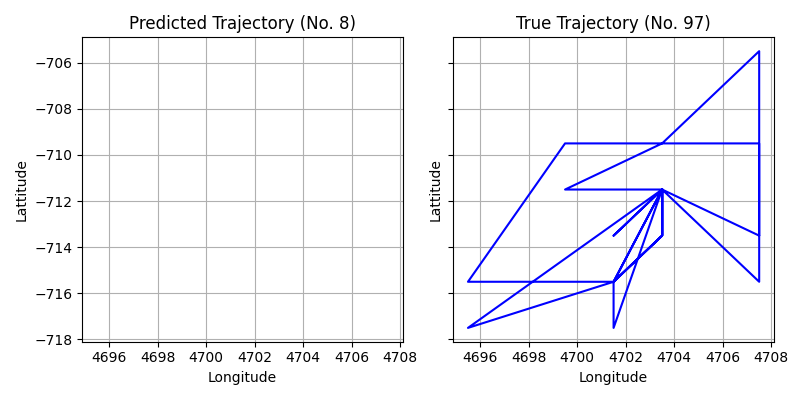 Predicted Trajectory (No. 8)
True Trajectory (No. 97)
Lattitude
−706
−708
−710
−712
−714
−716
−718
4696 4698 4700 4702 4704 4706 4708
Longitude
Lattitude
4696 4698 4700 4702 4704 4706 4708
Longitude